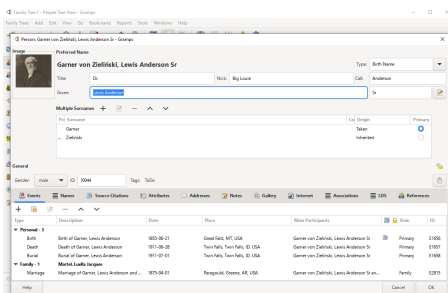 Family Tree 1 - People Tree View - Gramps
Family Trees Add Edit View Go Bookmarks Reports Tools Windows Help
Person: Garner von Zieliński, Lewis Anderson Sr - Gramps
Image
Preferred Name
Garner von Zieliński, Lewis Anderson Sr
Type: Birth Name
Title: Dr. Nick: Big Louie Call: Anderson
Given: Lewis Anderson Sr
Multiple Surnames
Pre Surname Co Origin Primary
Garner Taken
Zieliński Inherited
General
Gender: male ID I0044 Tags: ToDo
Events Names Source Citations Attributes Addresses Notes Gallery Internet Associations LDS References
Type Description Date Place Main Participants Role ID
Personal - 3
Birth Birth of Garner, Lewis Anderson 1855-06-21 Great Falls, MT, USA Garner von Zieliński, Lewis Anderson Sr Primary E1656
Death Death of Garner, Lewis Anderson 1911-06-28 Twin Falls, Twin Falls, ID, USA Garner von Zieliński, Lewis Anderson Sr Primary E1657
Burial Burial of Garner, Lewis Anderson 1911-07-01 Twin Falls, Twin Falls, ID, USA Garner von Zieliński, Lewis Anderson Sr Primary E1658
Family - 1 Martel, Luella Jacques
Marriage Marriage of Garner, Lewis Anderson and ... 1875-04-01 Paragould, Greene, AR, USA Garner von Zieliński, Lewis Anderson Sr an... Family E2815
Help Cancel OK